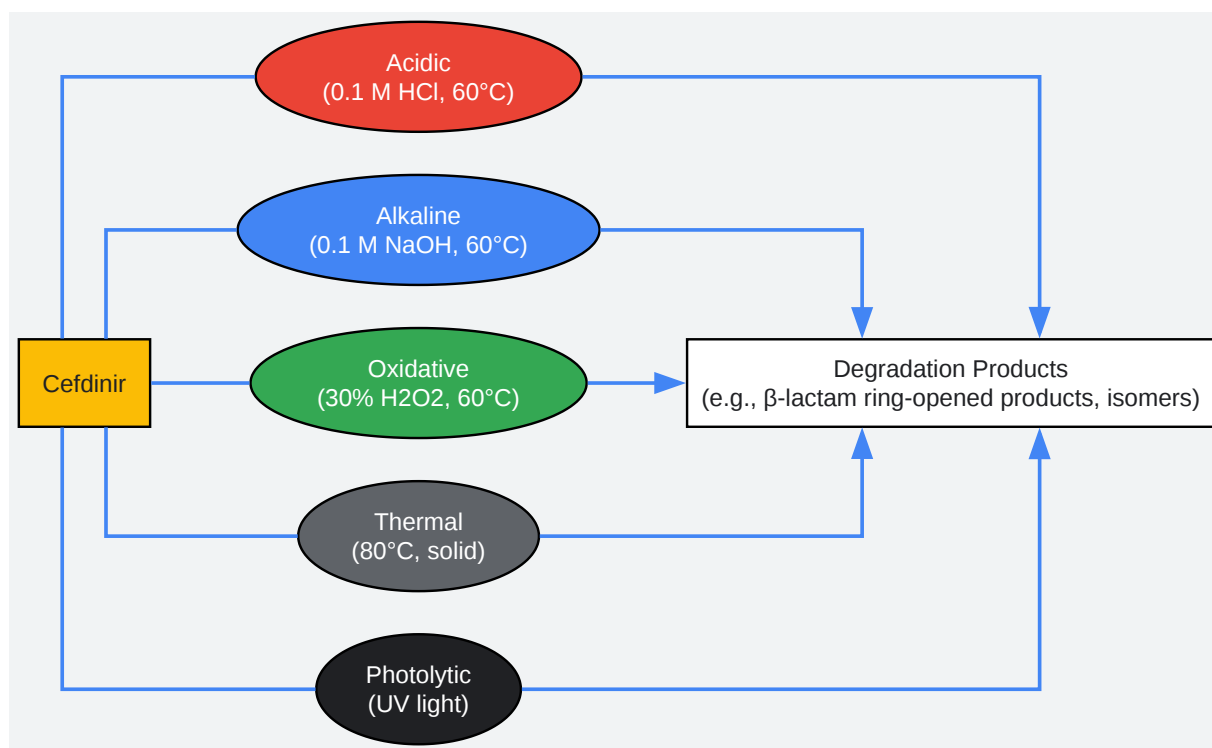 Acidic
(0.1 M HCl, 60°C)
Alkaline
(0.1 M NaOH, 60°C)
Cefdinir
Oxidative
(30% H2O2, 60°C)
Degradation Products
(e.g., β-lactam ring-opened products, isomers)
Thermal
(80°C, solid)
Photolytic
(UV light)